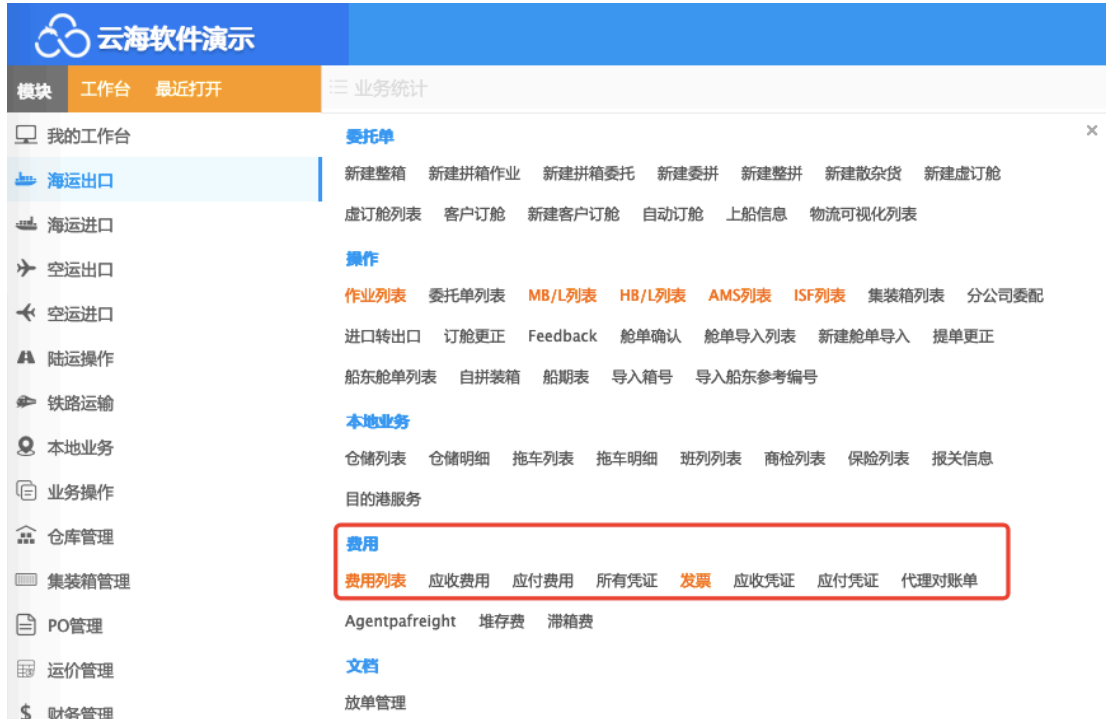 云海软件演示
模块 工作台 最近打开 业务统计
我的工作台
海运出口
海运进口
空运出口
空运进口
陆运操作
铁路运输
本地业务
业务操作
仓库管理
集装箱管理
PO管理
运价管理
财务管理
委托单
新建整箱 新建拼箱作业 新建拼箱委托 新建委拼 新建整拼 新建散杂货 新建虚订舱
虚订舱列表 客户订舱 新建客户订舱 自动订舱 上船信息 物流可视化列表
操作
作业列表 委托单列表 MB/L列表 HB/L列表 AMS列表 ISF列表 集装箱列表 分公司委配
进口转出口 订舱更正 Feedback 舱单确认 舱单导入列表 新建舱单导入 提单更正
船东舱单列表 自拼装箱 船期表 导入箱号 导入船东参考编号
本地业务
仓储列表 仓储明细 拖车列表 拖车明细 班列列表 商检列表 保险列表 报关信息
目的港服务
费用
费用列表 应收费用 应付费用 所有凭证 发票 应收凭证 应付凭证 代理对账单
Agentpafreight 堆存费 滞箱费
文档
放单管理